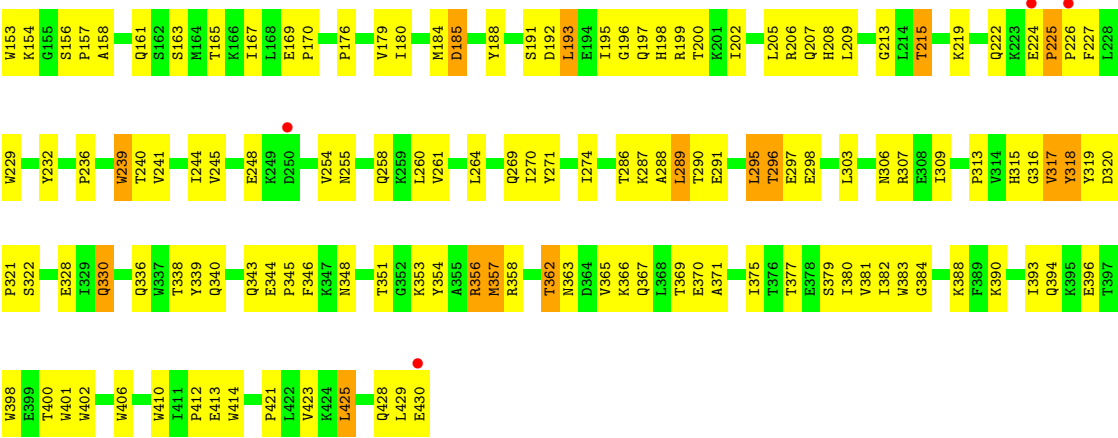 W153 K154 G155 S156 P157 A158 Q161 S162 S163 M164 T165 K166 I167 L168 E169 P170 P176 V179 I180 M184 D185 Y188 S191 D192 L193 E194 I195 G196 Q197 H198 R199 T200 K201 I202 L205 R206 Q207 H208 L209 G213 L214 T215 K219 Q222 K223 E224 P225 P226 F227 L228
W229 Y232 P236 W239 T240 V241 I244 V245 E248 K249 D250 V254 N255 Q258 K259 L260 V261 L264 Q269 I270 Y271 I274 T286 K287 A288 L289 T290 E291 L295 T296 E297 E298 L303 N306 R307 E308 I309 P313 V314 H315 G316 V317 Y318 Y319 D320
P321 S322 E328 I329 Q330 Q336 W337 T338 Y339 Q340 Q343 E344 P345 F346 K347 N348 T351 G352 K353 Y354 A355 R356 M357 R358 T362 N363 D364 V365 K366 Q367 L368 T369 E370 A371 I375 T376 T377 E378 S379 I380 V381 I382 W383 G384 K388 F389 K390 I393 Q394 K395 E396 T397
W398 E399 T400 W401 W402 W406 W410 I411 P412 E413 W414 P421 L422 V423 K424 L425 Q428 L429 E430